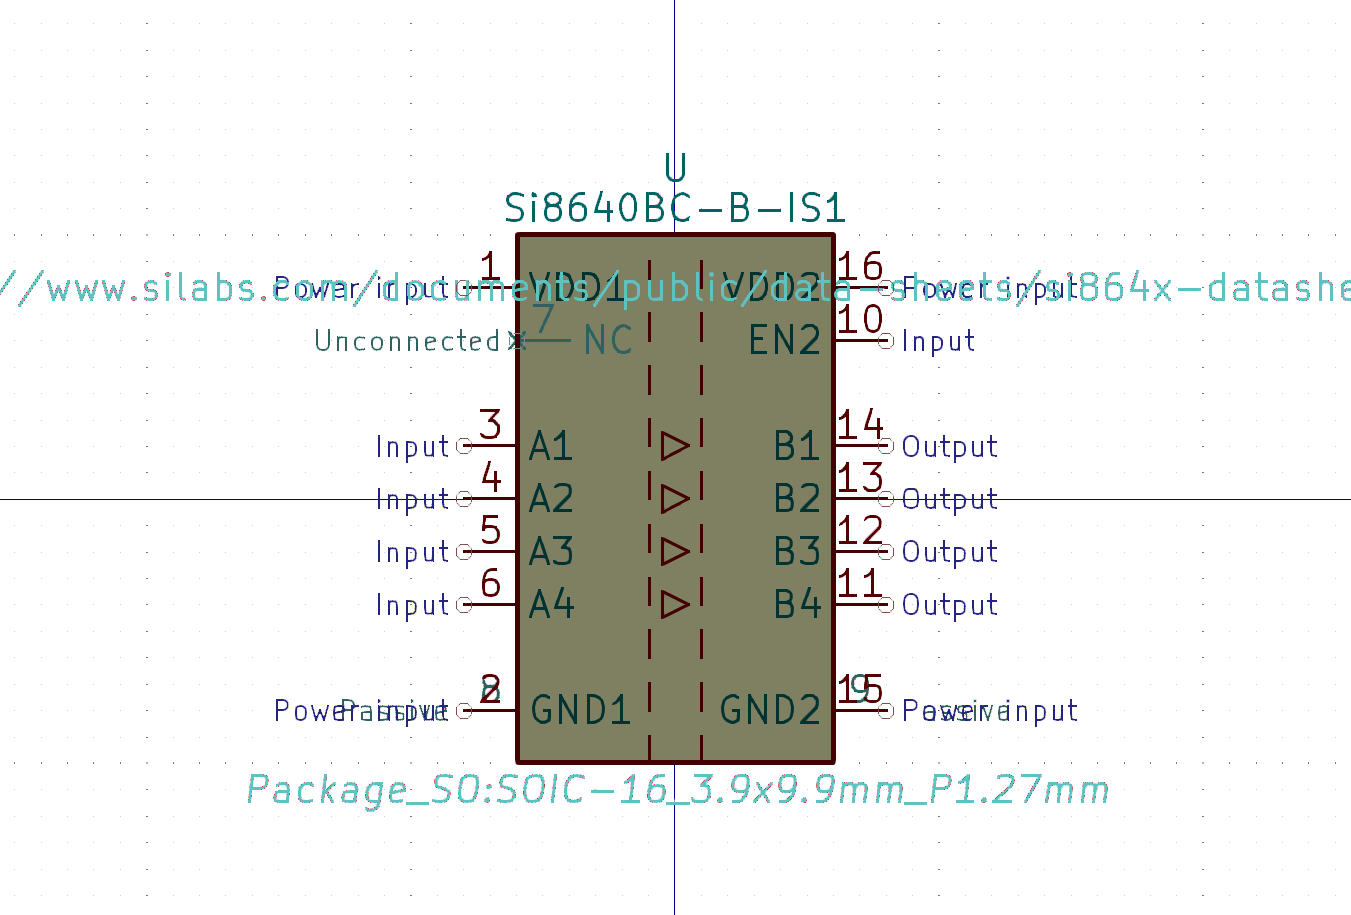 U
Si8640BC-B-IS1
//www.silabs.com/documents/public/data-sheets/si864x-datashe
Power input 1 VDD1 VDD2 16 Power input
Unconnected 7 NC EN2 10 Input
Input 3 A1 B1 14 Output
Input 4 A2 B2 13 Output
Input 5 A3 B3 12 Output
Input 6 A4 B4 11 Output
Power input Passive 2 8 GND1 GND2 15 9 Power input Passive
Package_SO:SOIC-16_3.9x9.9mm_P1.27mm